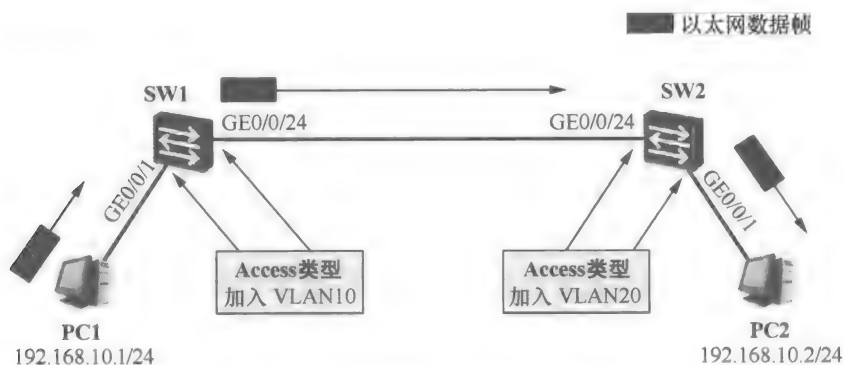 以太网数据帧
SW1
SW2
GE0/0/24
GE0/0/24
GE0/0/1
GE0/0/1
Access类型
加入 VLAN10
Access类型
加入 VLAN20
PC1
192.168.10.1/24
PC2
192.168.10.2/24